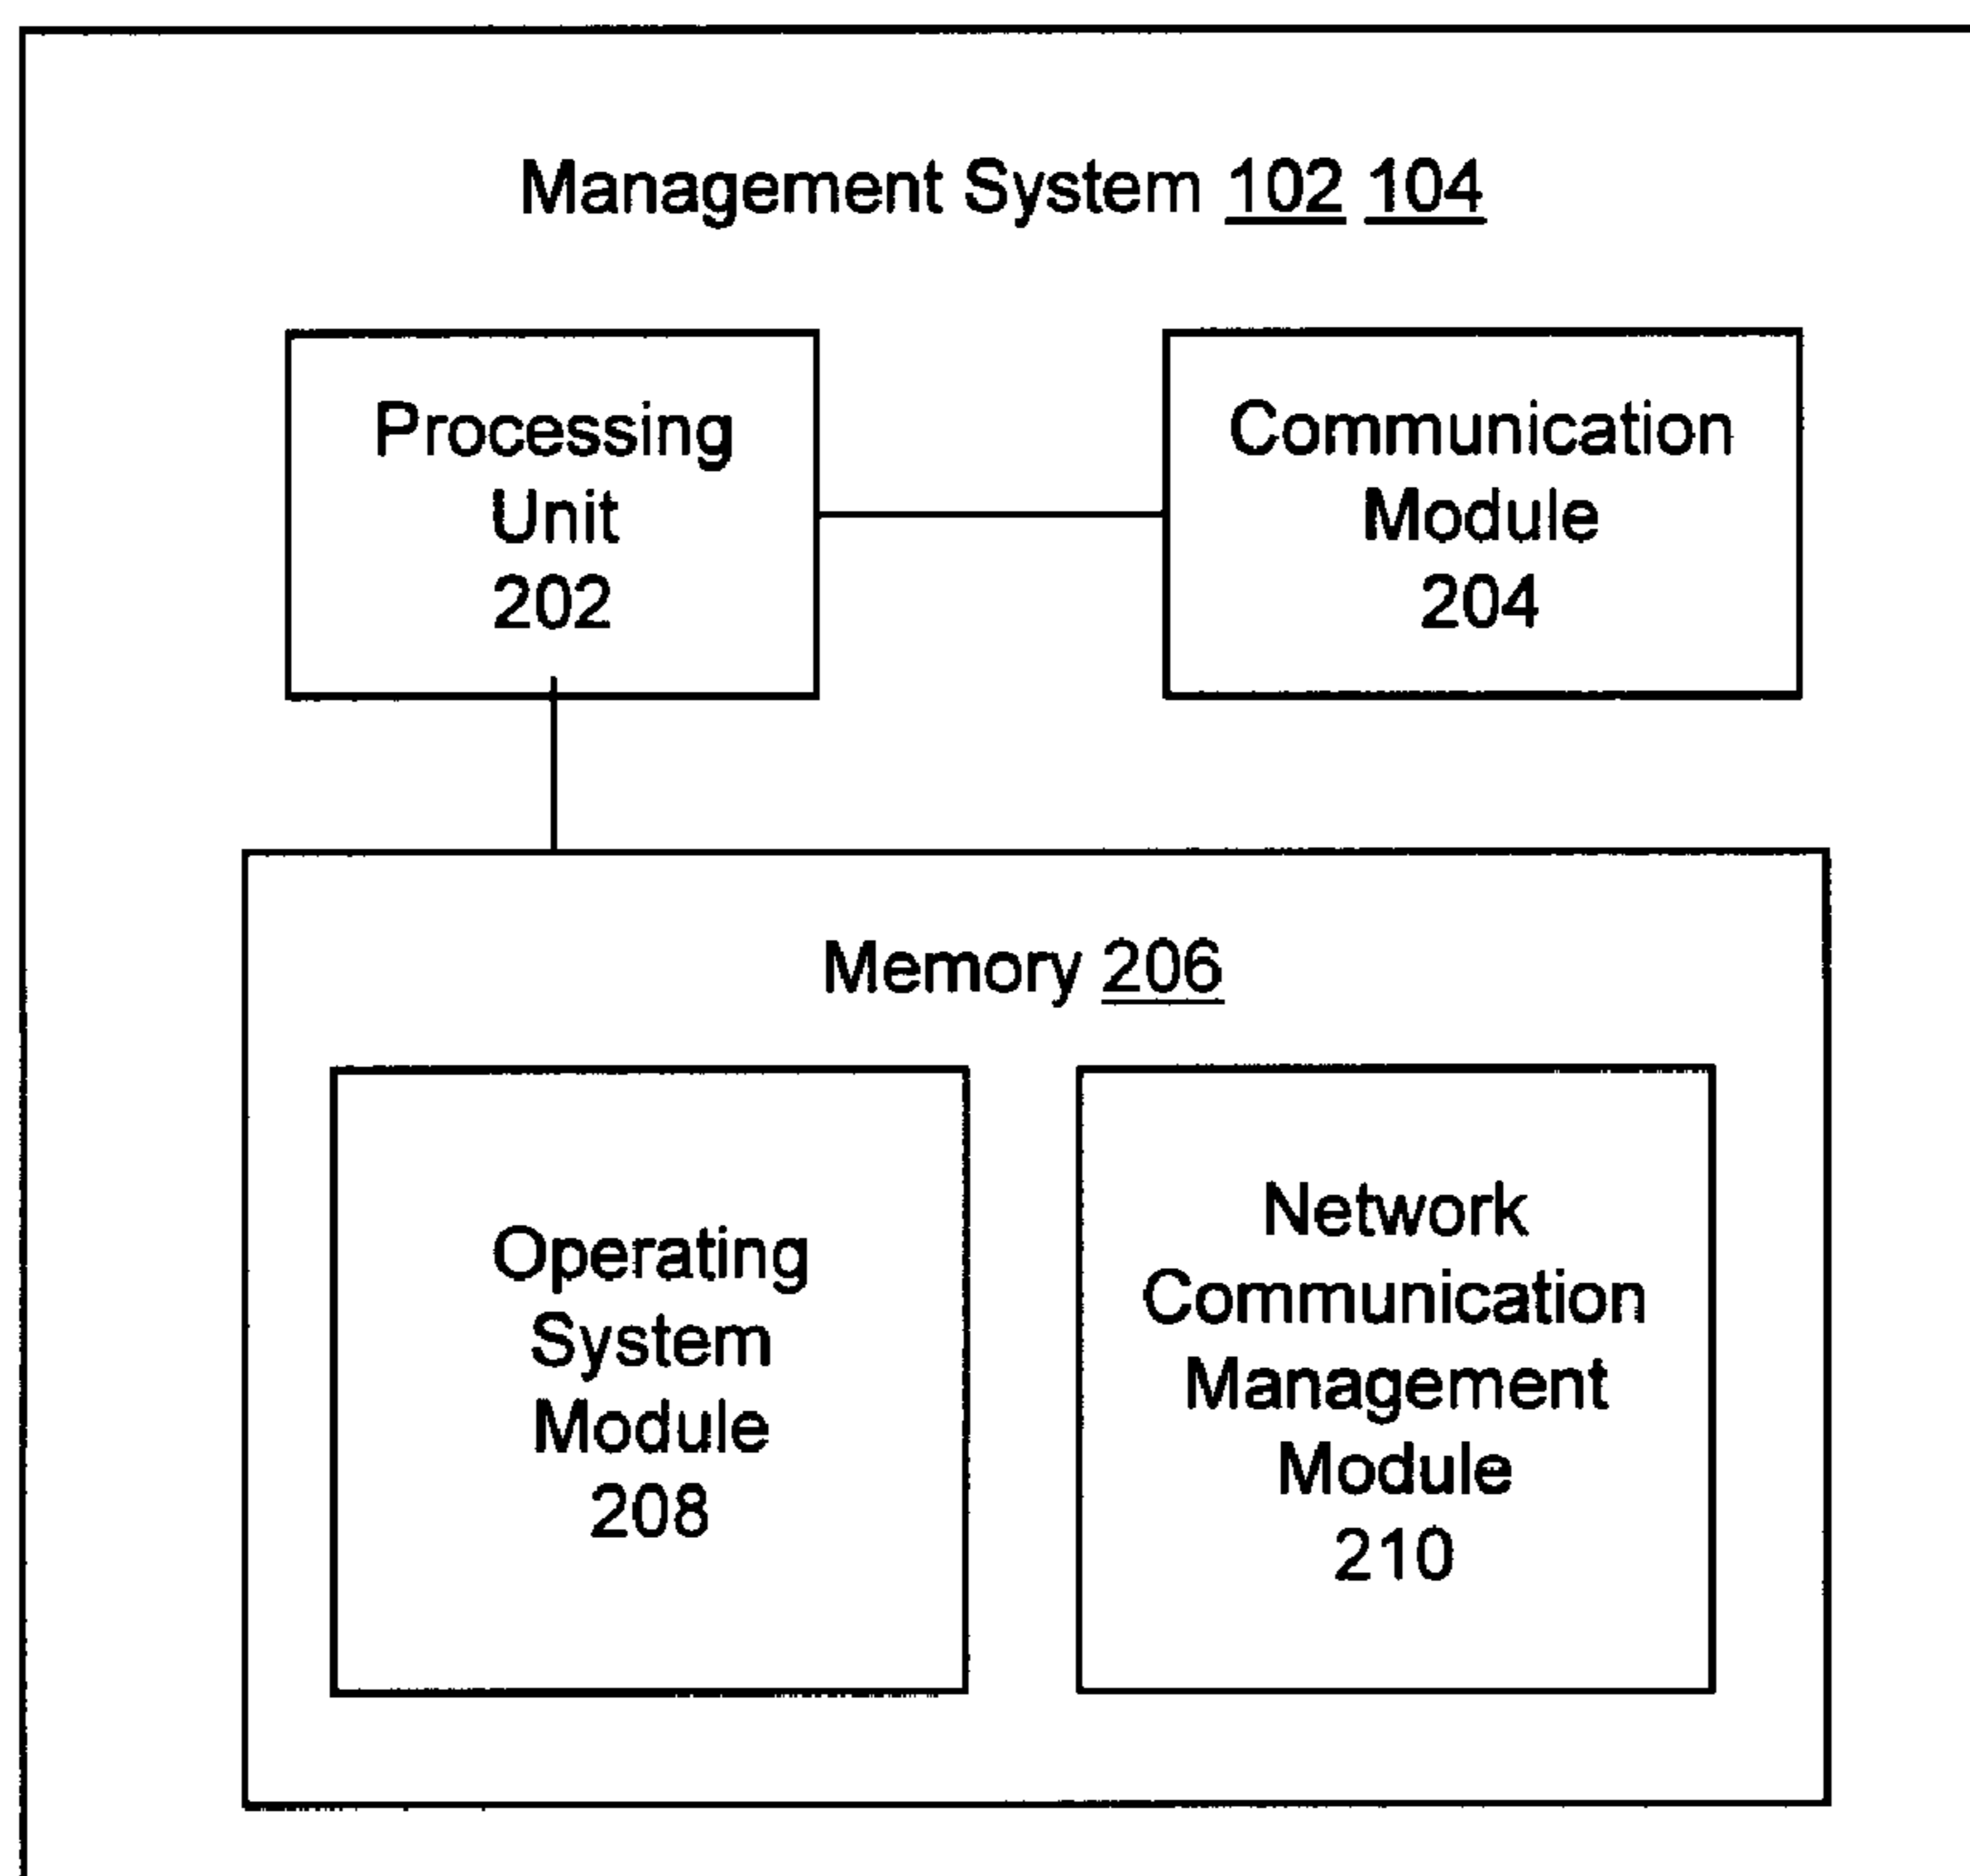 Management System 102 104
Processing
Unit
202
Communication
Module
204
Memory 206
Operating
System
Module
208
Network
Communication
Management
Module
210